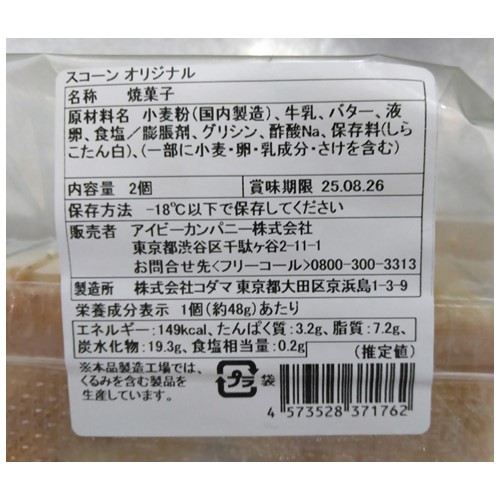 スコーン オリジナル
名称 焼菓子
原材料名 小麦粉(国内製造)、牛乳、バター、液
卵、食塩／膨脹剤、グリシン、酢酸Na、保存料(しら
こたん白)、(一部に小麦・卵・乳成分・さけを含む)
内容量 2個 賞味期限 25.08.26
保存方法 -18℃以下で保存してください
販売者 アイビーカンパニー株式会社
東京都渋谷区千駄ヶ谷2-11-1
お問合せ先<フリーコール>0800-300-3313
製造所 株式会社コダマ 東京都大田区京浜島1-3-9
栄養成分表示 1個(約48g)あたり
エネルギー:149kcal、たんぱく質:3.2g、脂質:7.2g、
炭水化物:19.3g、食塩相当量:0.2g (推定値)
※本品製造工場では、
くるみを含む製品を
生産しています。
プラ 袋
4 573528 371762